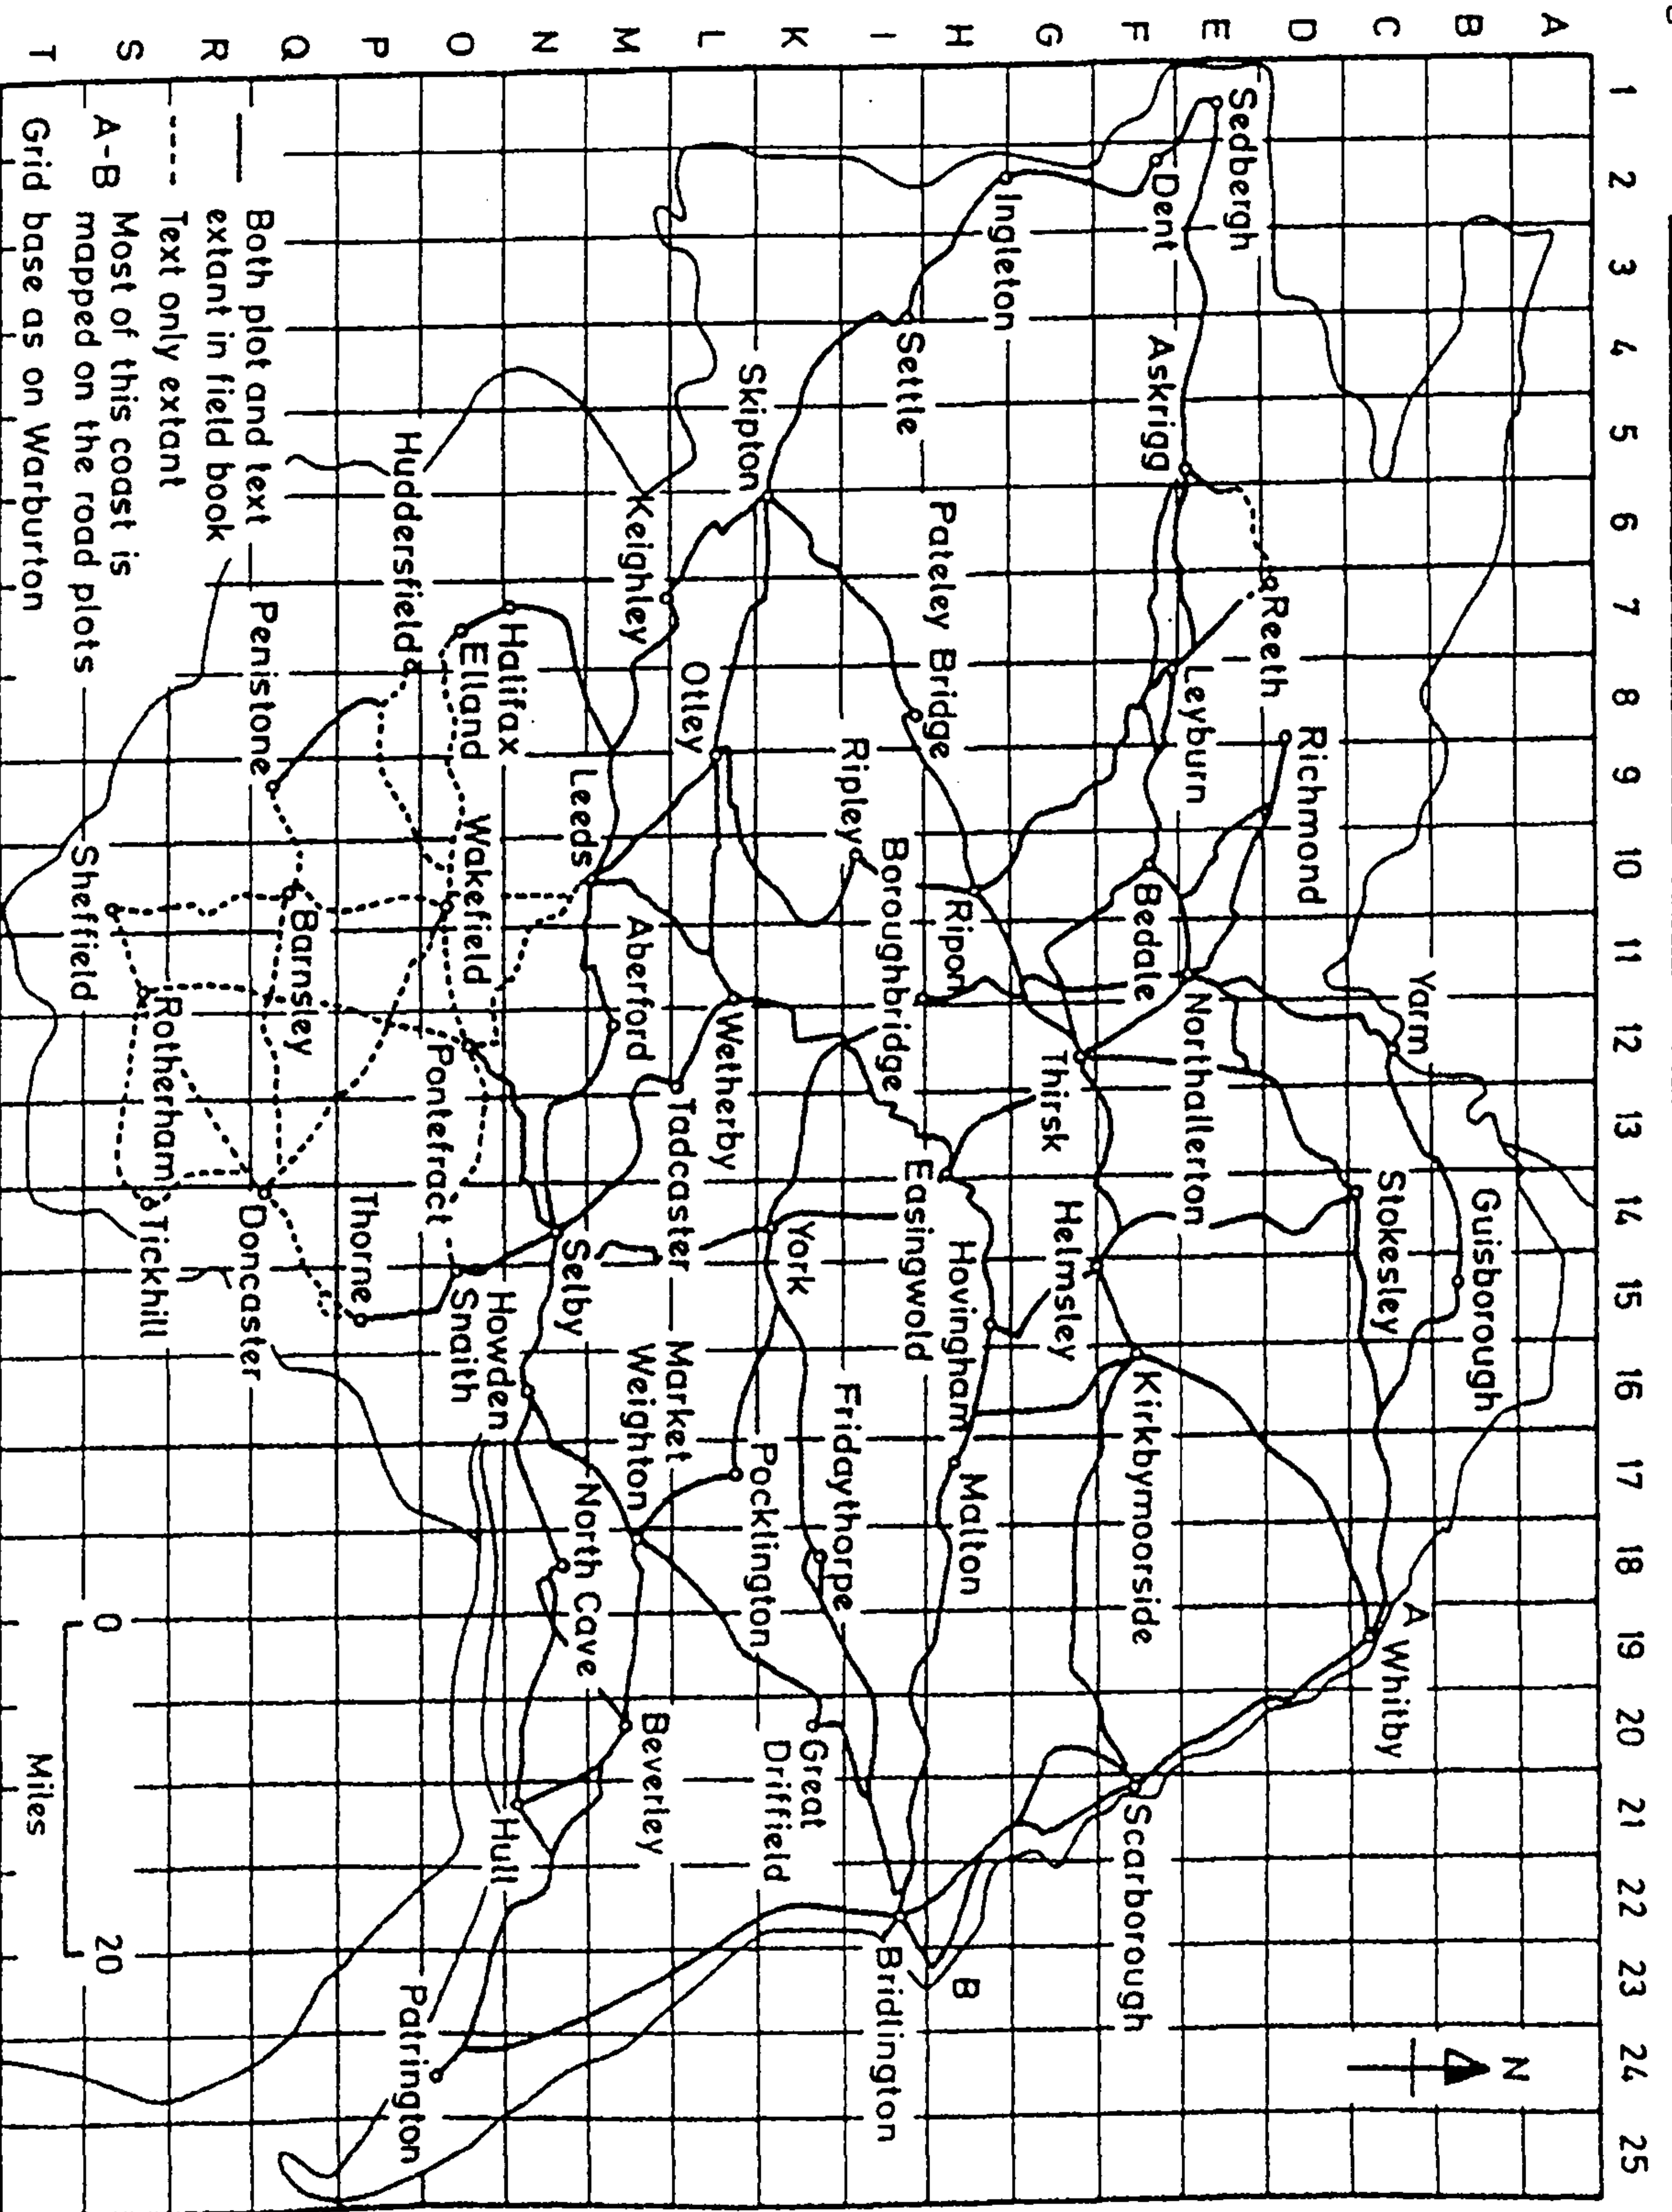 1 2 3 4 5 6 7 8 9 10 11 12 13 14 15 16 17 18 19 20 21 22 23 24 25
A
B
C
D
E
F
G
H
I
K
L
M
N
O
P
Q
R
S
T
N
Yarm
Guisborough
A
Whitby
Stokesley
Richmond
Reeth
Sedbergh
Leyburn
Northallerton
Dent
Askrigg
Bedale
Kirkbymoorside
Scarborough
Thirsk
Helmsley
Ingleton
Pateley Bridge
Ripon
Hovingham
Malton
B
Settle
Easingwold
Boroughbridge
Bridlington
Ripley
Fridaythorpe
York
Great
Driffield
Skipton
Pocklington
Wetherby
Otley
Tadcaster
Market
Weighton
Keighley
Aberford
Beverley
Leeds
Selby
North Cave
Halifax
Howden
Hull
Elland
Wakefield
Snaith
Pontefract
Huddersfield
Patrington
Thorne
Barnsley
Penistone
Doncaster
Rotherham
Tickhill
Sheffield
Both plot and text
extant in field book
Text only extant
A-B Most of this coast is
mapped on the road plots
Grid base as on Warburton
0 20
Miles